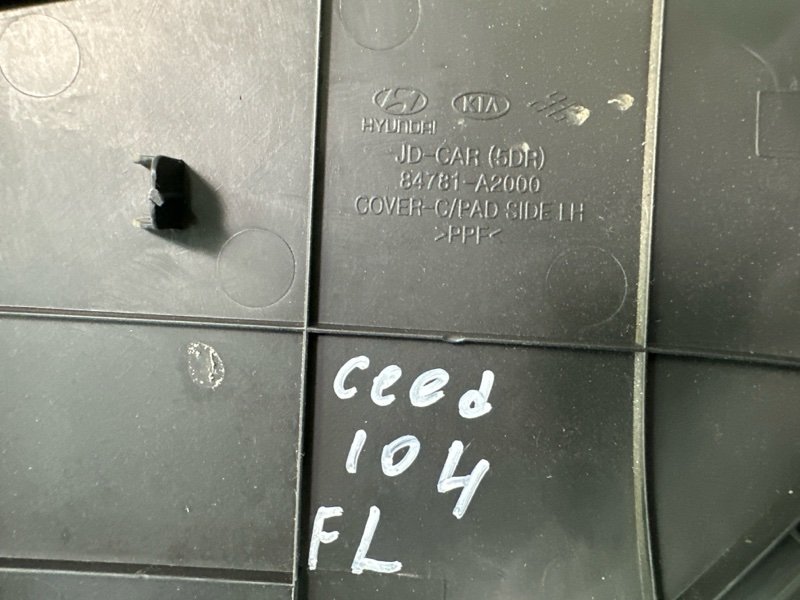 HYUNDAI KIA
JD-CAR (5DR)
84781-A2000
COVER-C/PAD SIDE LH
>PPF<
ceed
104
FL